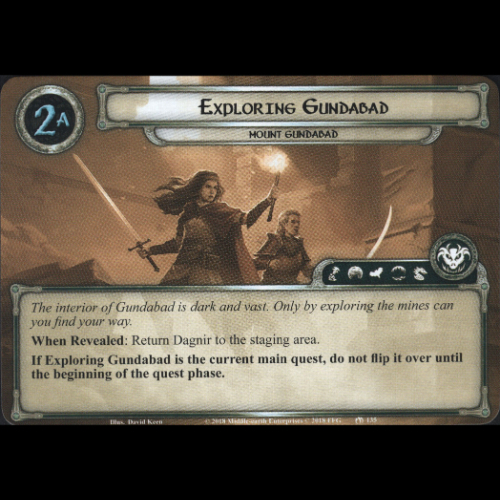 2A
EXPLORING GUNDABAD
MOUNT GUNDABAD
The interior of Gundabad is dark and vast. Only by exploring the mines can
you find your way.
When Revealed: Return Dagnir to the staging area.
If Exploring Gundabad is the current main quest, do not flip it over until
the beginning of the quest phase.
Illus. David Keen © 2018 Middle-earth Enterprises © 2018 FFG 135